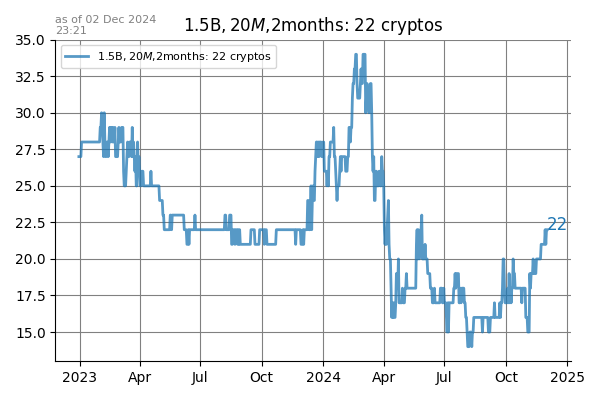 as of 02 Dec 2024
23:21
1.5B, 20M,2months: 22 cryptos
1.5B, 20M,2months: 22 cryptos
35.0
32.5
30.0
27.5
25.0
22.5
20.0
17.5
15.0
22
2023 Apr Jul Oct 2024 Apr Jul Oct 2025